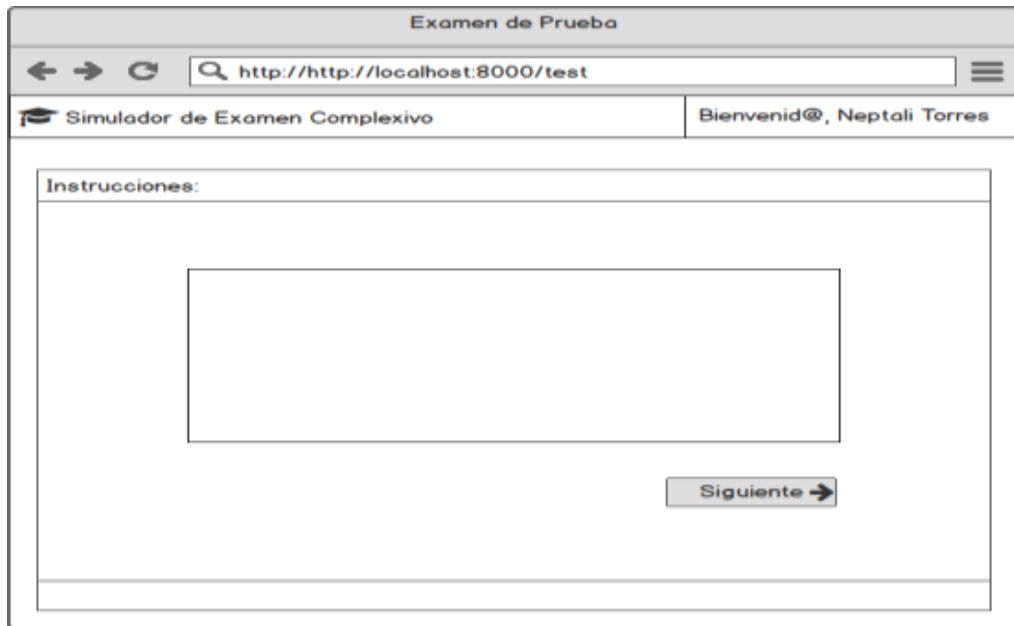 Examen de Prueba
http://http://localhost:8000/test
Simulador de Examen Complexivo
Bienvenid@, Neptali Torres
Instrucciones:
Siguiente